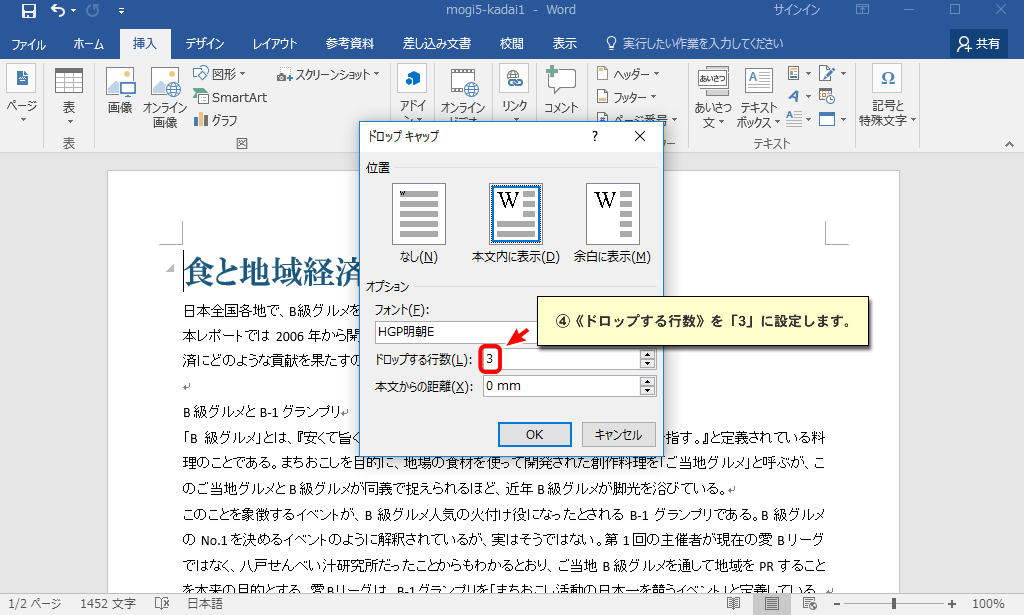 mogi5-kadai1 - Word
サインイン
ファイル ホーム 挿入 デザイン レイアウト 参考資料 差し込み文書 校閲 表示 実行したい作業を入力してください 共有
ページ
表
画像
オンライン
画像
図形
SmartArt
グラフ
スクリーンショット
アドイ
ン
オンライン
ビデオ
リンク
コメント
ヘッダー
フッター
ページ番号
あいさつ
あいさつ
文
テキスト
ボックス
記号と
特殊文字
表
図
テキスト
ドロップ キャップ
位置
なし(N) 本文内に表示(D) 余白に表示(M)
オプション
フォント(F):
HGP明朝E
ドロップする行数(L): 3
本文からの距離(X): 0 mm
OK キャンセル
④《ドロップする行数》を「3」に設定します。
食と地域経済
日本全国各地で、B級グルメを
本レポートでは 2006 年から開
済にどのような貢献を果たすの
B 級グルメと B-1 グランプリ
「B 級グルメ」とは、『安くて旨く 指す。』と定義されている料
理のことである。まちおこしを目的に、地場の食材を使って開発された創作料理を「ご当地グルメ」と呼ぶが、こ
のご当地グルメと B 級グルメが同義で捉えられるほど、近年 B 級グルメが脚光を浴びている。
このことを象徴するイベントが、B 級グルメ人気の火付け役になったとされる B-1 グランプリである。B 級グルメ
の No.1 を決めるイベントのように解釈されているが、実はそうではない。第 1 回の主催者が現在の愛 B リーグ
ではなく、八戸せんべい汁研究所だったことからもわかるとおり、ご当地 B 級グルメを通して地域を PR すること
を本来の目的とする。愛 B リーグは、B-1 グランプリを「まちおこし活動の日本一を競うイベント」と定義している。
1/2 ページ 1452 文字 日本語 100%